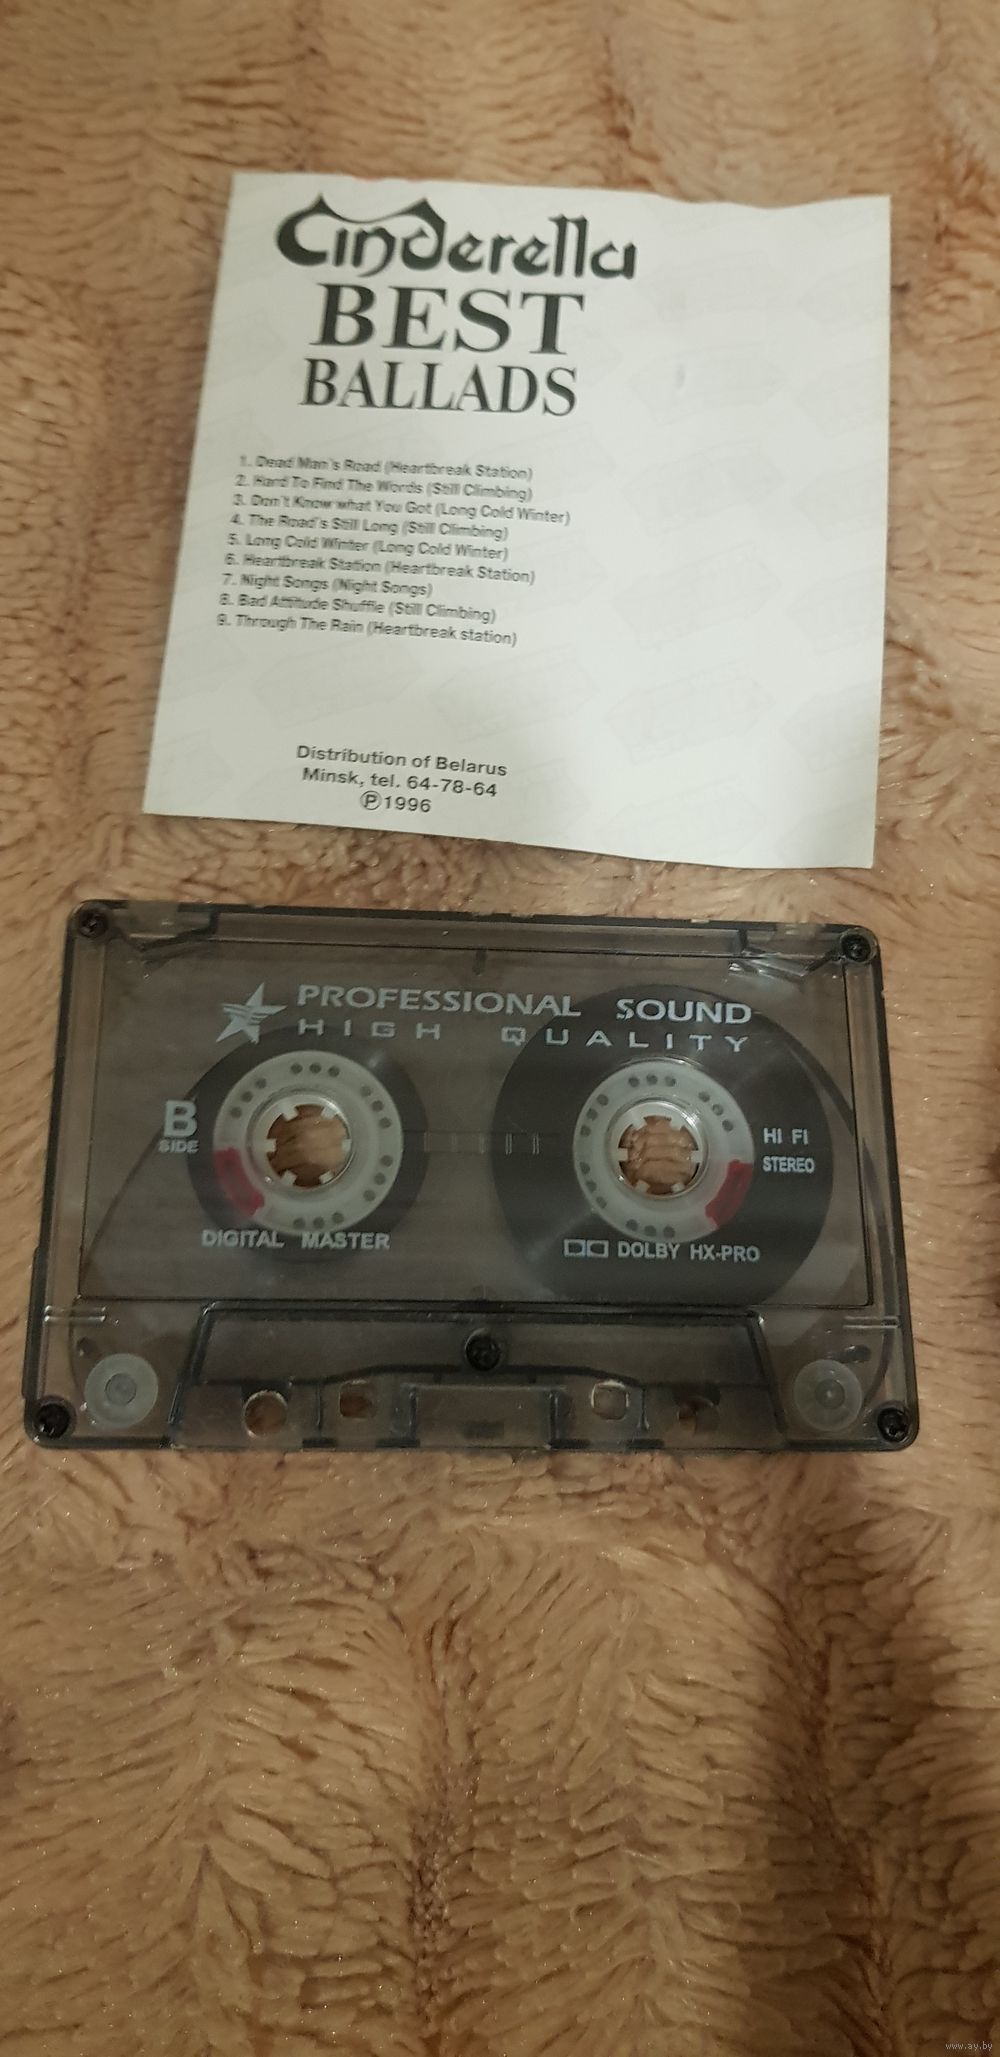 Cinderella
BEST
BALLADS
1. Dead Man's Road (Heartbreak Station)
2. Hard To Find The Words (Still Climbing)
3. Don't Know what You Got (Long Cold Winter)
4. The Road's Still Long (Still Climbing)
5. Long Cold Winter (Long Cold Winter)
6. Heartbreak Station (Heartbreak Station)
7. Night Songs (Night Songs)
8. Bad Attitude Shuffle (Still Climbing)
9. Through The Rain (Heartbreak station)
Distribution of Belarus
Minsk, tel. 64-78-64
℗1996
PROFESSIONAL SOUND
HIGH QUALITY
B
SIDE
HI FI
STEREO
DIGITAL MASTER
DOLBY HX-PRO
www.ay.by